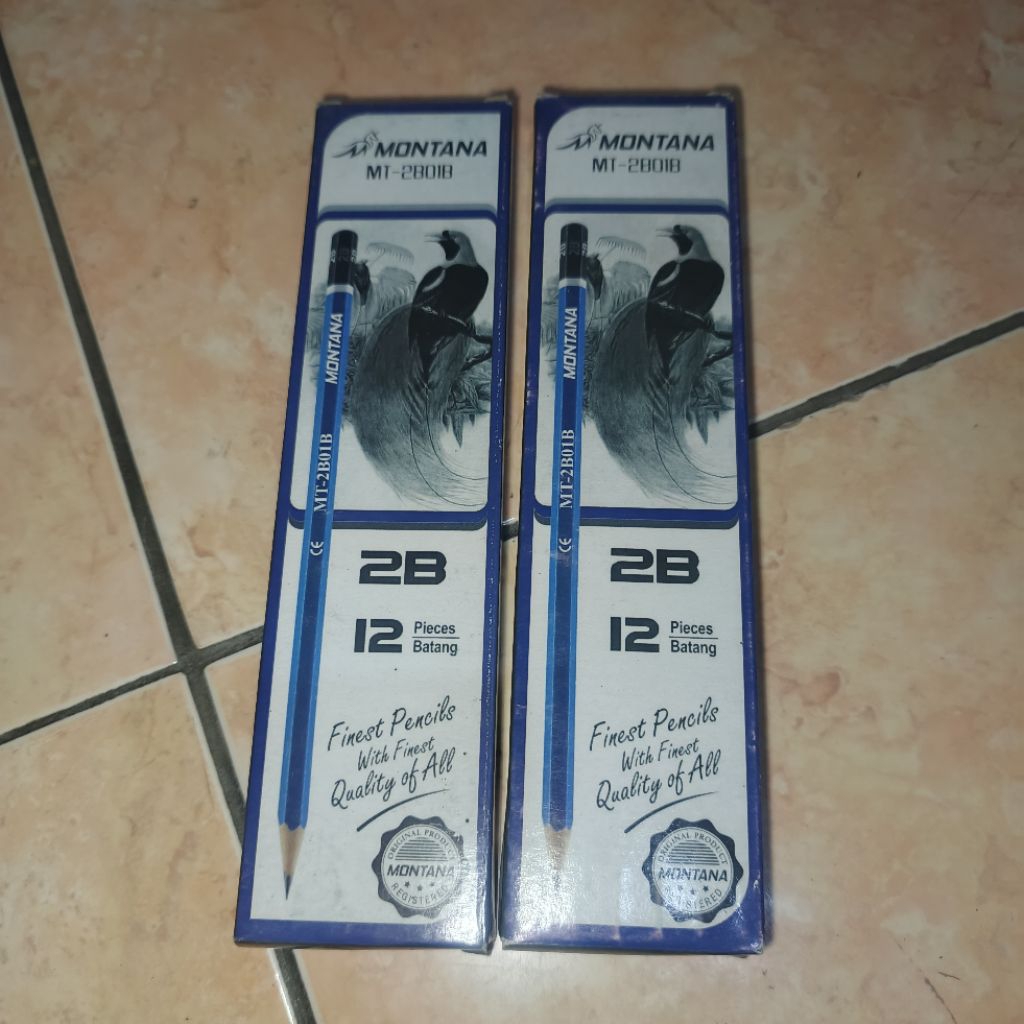 MONTANA
MT-2B01B
MONTANA
MT-2B01B
CE
2B
12 Pieces
Batang
Finest Pencils
With Finest
Quality of All
ORIGINAL PRODUCT
MONTANA
REGISTERED
MONTANA
MT-2B01B
MONTANA
MT-2B01B
CE
2B
12 Pieces
Batang
Finest Pencils
With Finest
Quality of All
ORIGINAL PRODUCT
MONTANA